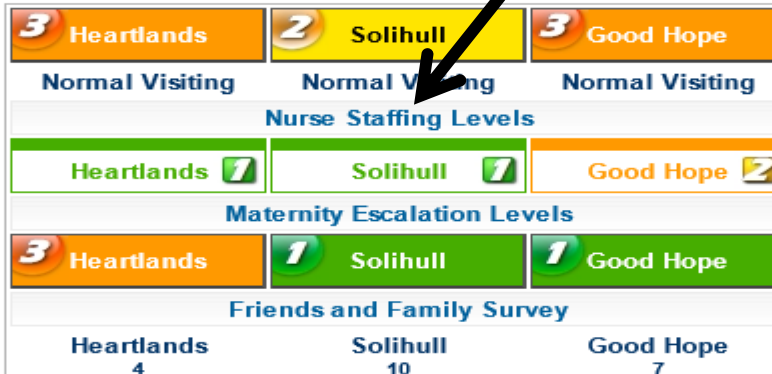 3 Heartlands 2 Solihull 3 Good Hope
Normal Visiting Normal Visiting Normal Visiting
Nurse Staffing Levels
Heartlands 1 Solihull 1 Good Hope 2
Maternity Escalation Levels
3 Heartlands 1 Solihull 1 Good Hope
Friends and Family Survey
Heartlands Solihull Good Hope
4 10 7